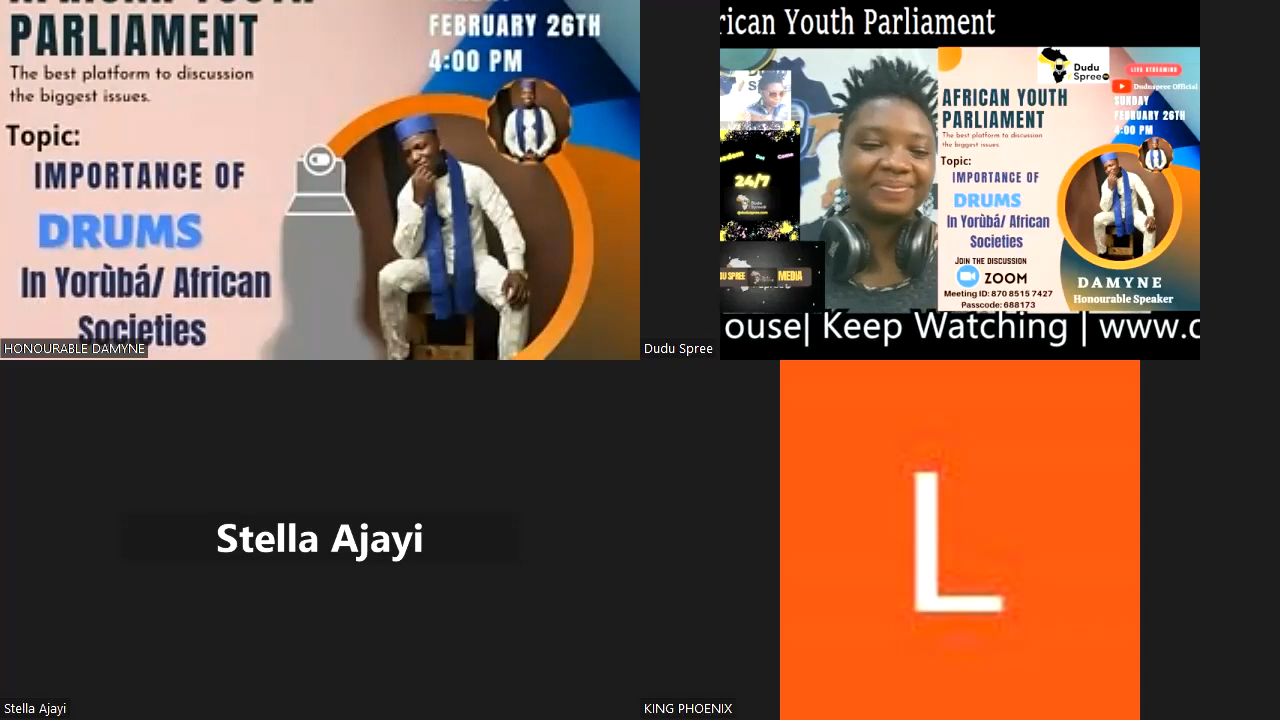 PARLIAMENT
The best platform to discussion
the biggest issues.
FEBRUARY 26TH
4:00 PM
Topic:
IMPORTANCE OF
DRUMS
In Yorùbá/ African
Societies
HONOURABLE DAMYNE
rican Youth Parliament
Dudu
Spree
LIVE STREAMING
Duduspree Official
AFRICAN YOUTH
PARLIAMENT
The best platform to discussion
the biggest issues.
SUNDAY
FEBRUARY 26TH
4:00 PM
Topic:
IMPORTANCE OF
DRUMS
In Yorùbá/ African
Societies
JOIN THE DISCUSSION
ZOOM
Meeting ID: 870 8515 7427
Passcode: 688173
DAMYNE
Honourable Speaker
24/7
MEDIA
ouse| Keep Watching | www.
Dudu Spree
Stella Ajayi
Stella Ajayi
L
KING PHOENIX